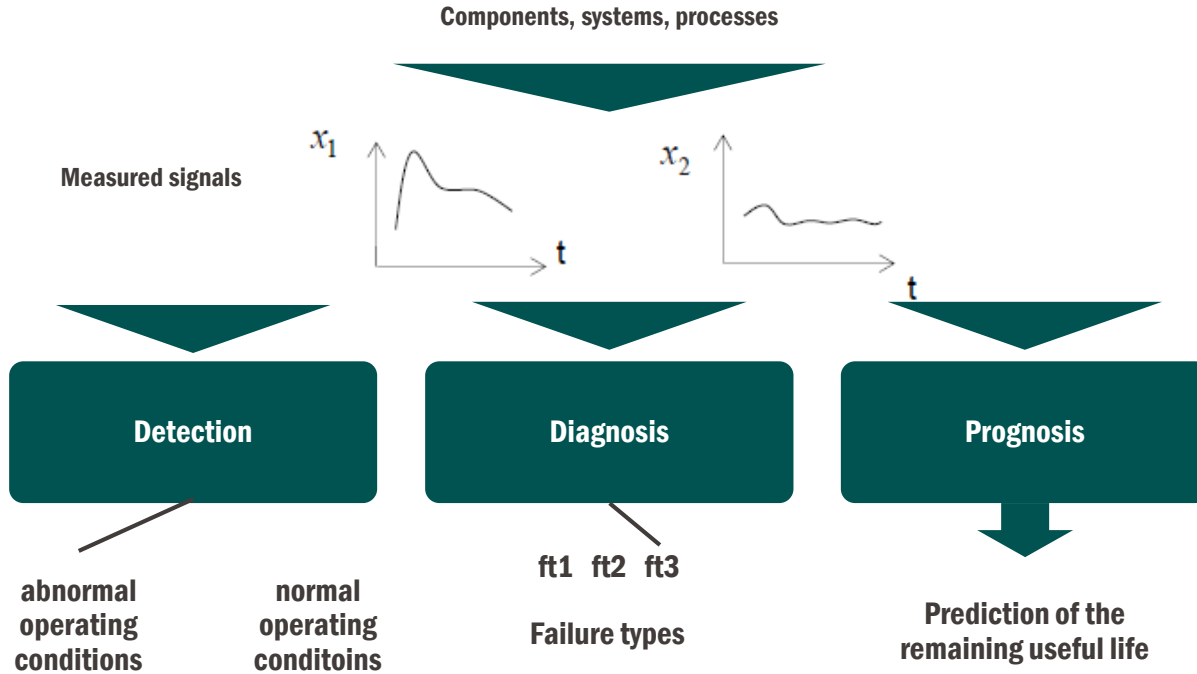 Components, systems, processes
x1
x2
Measured signals
t
t
Detection
Diagnosis
Prognosis
ft1 ft2 ft3
abnormal
operating
conditions
normal
operating
conditoins
Failure types
Prediction of the
remaining useful life